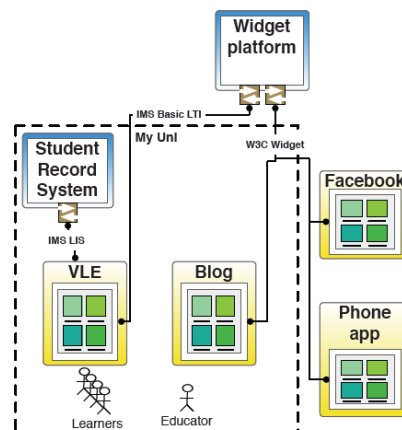 Widget
platform
IMS Basic LTI
My UnI
W3C Widget
Student
Record
System
IMS LIS
Facebook
VLE
Blog
Phone
app
Learners
Educator